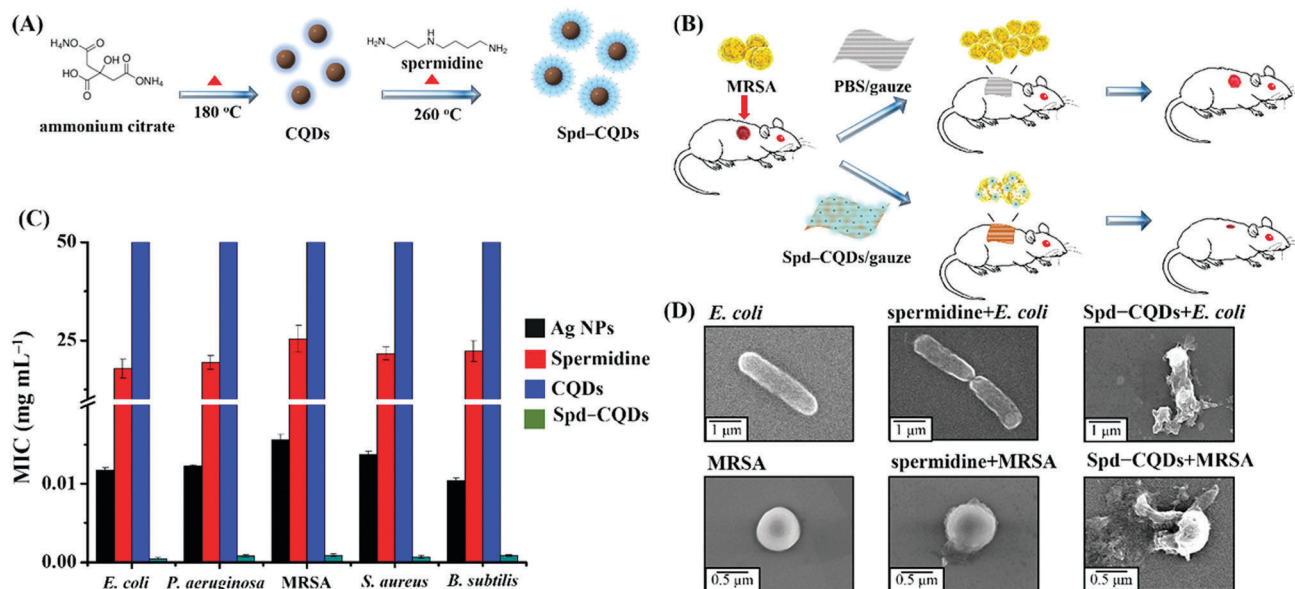 (A)
H₄NO
O
OH
HO
O
O
ONH₄
ammonium citrate
180 °C
CQDs
H₂N
H
N
NH₂
spermidine
260 °C
Spd−CQDs
(B)
MRSA
PBS/gauze
Spd−CQDs/gauze
(C)
MIC (mg mL⁻¹)
50
25
0.01
0.00
E. coli
P. aeruginosa
MRSA
S. aureus
B. subtilis
Ag NPs
Spermidine
CQDs
Spd−CQDs
(D)
E. coli
spermidine+E. coli
Spd−CQDs+E. coli
1 μm
1 μm
1 μm
MRSA
spermidine+MRSA
Spd−CQDs+MRSA
0.5 μm
0.5 μm
0.5 μm